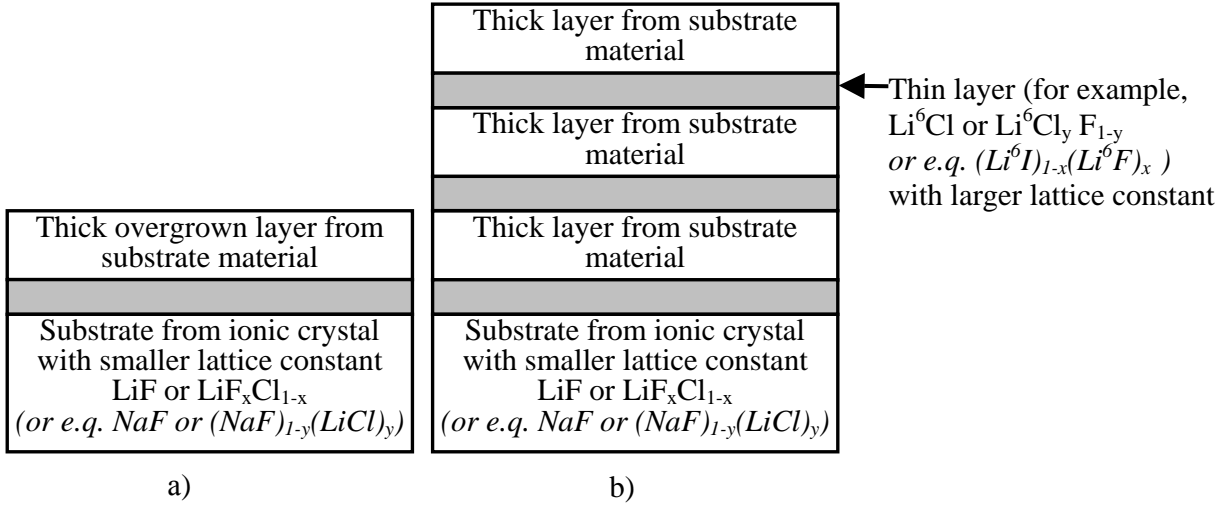 Thick overgrown layer from
substrate material
Substrate from ionic crystal
with smaller lattice constant
LiF or LiFₓCl₁₋ₓ
(or e.q. NaF or (NaF)₁₋ᵧ(LiCl)ᵧ)
a)
Thick layer from substrate
material
Thick layer from substrate
material
Thick layer from substrate
material
Substrate from ionic crystal
with smaller lattice constant
LiF or LiFₓCl₁₋ₓ
(or e.q. NaF or (NaF)₁₋ᵧ(LiCl)ᵧ)
b)
Thin layer (for example,
Li⁶Cl or Li⁶Clᵧ F₁₋ᵧ
or e.q. (Li⁶I)₁₋ₓ(Li⁶F)ₓ )
with larger lattice constant